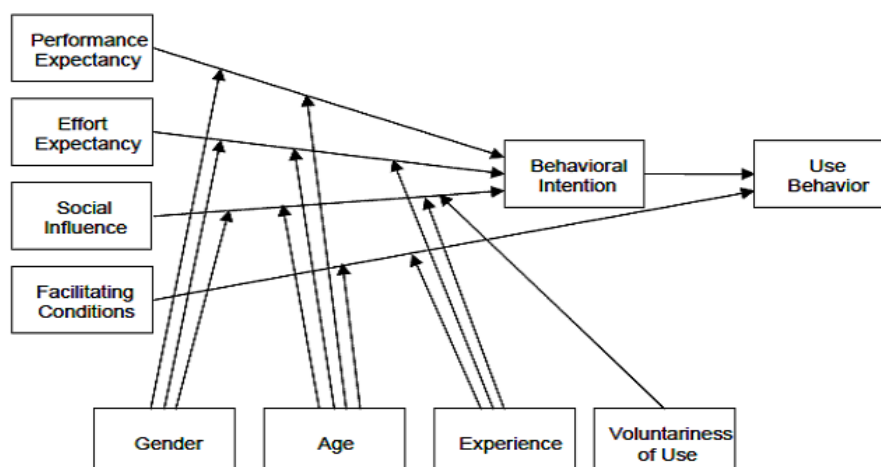 Performance
Expectancy
Effort
Expectancy
Social
Influence
Facilitating
Conditions
Behavioral
Intention
Use
Behavior
Gender
Age
Experience
Voluntariness
of Use